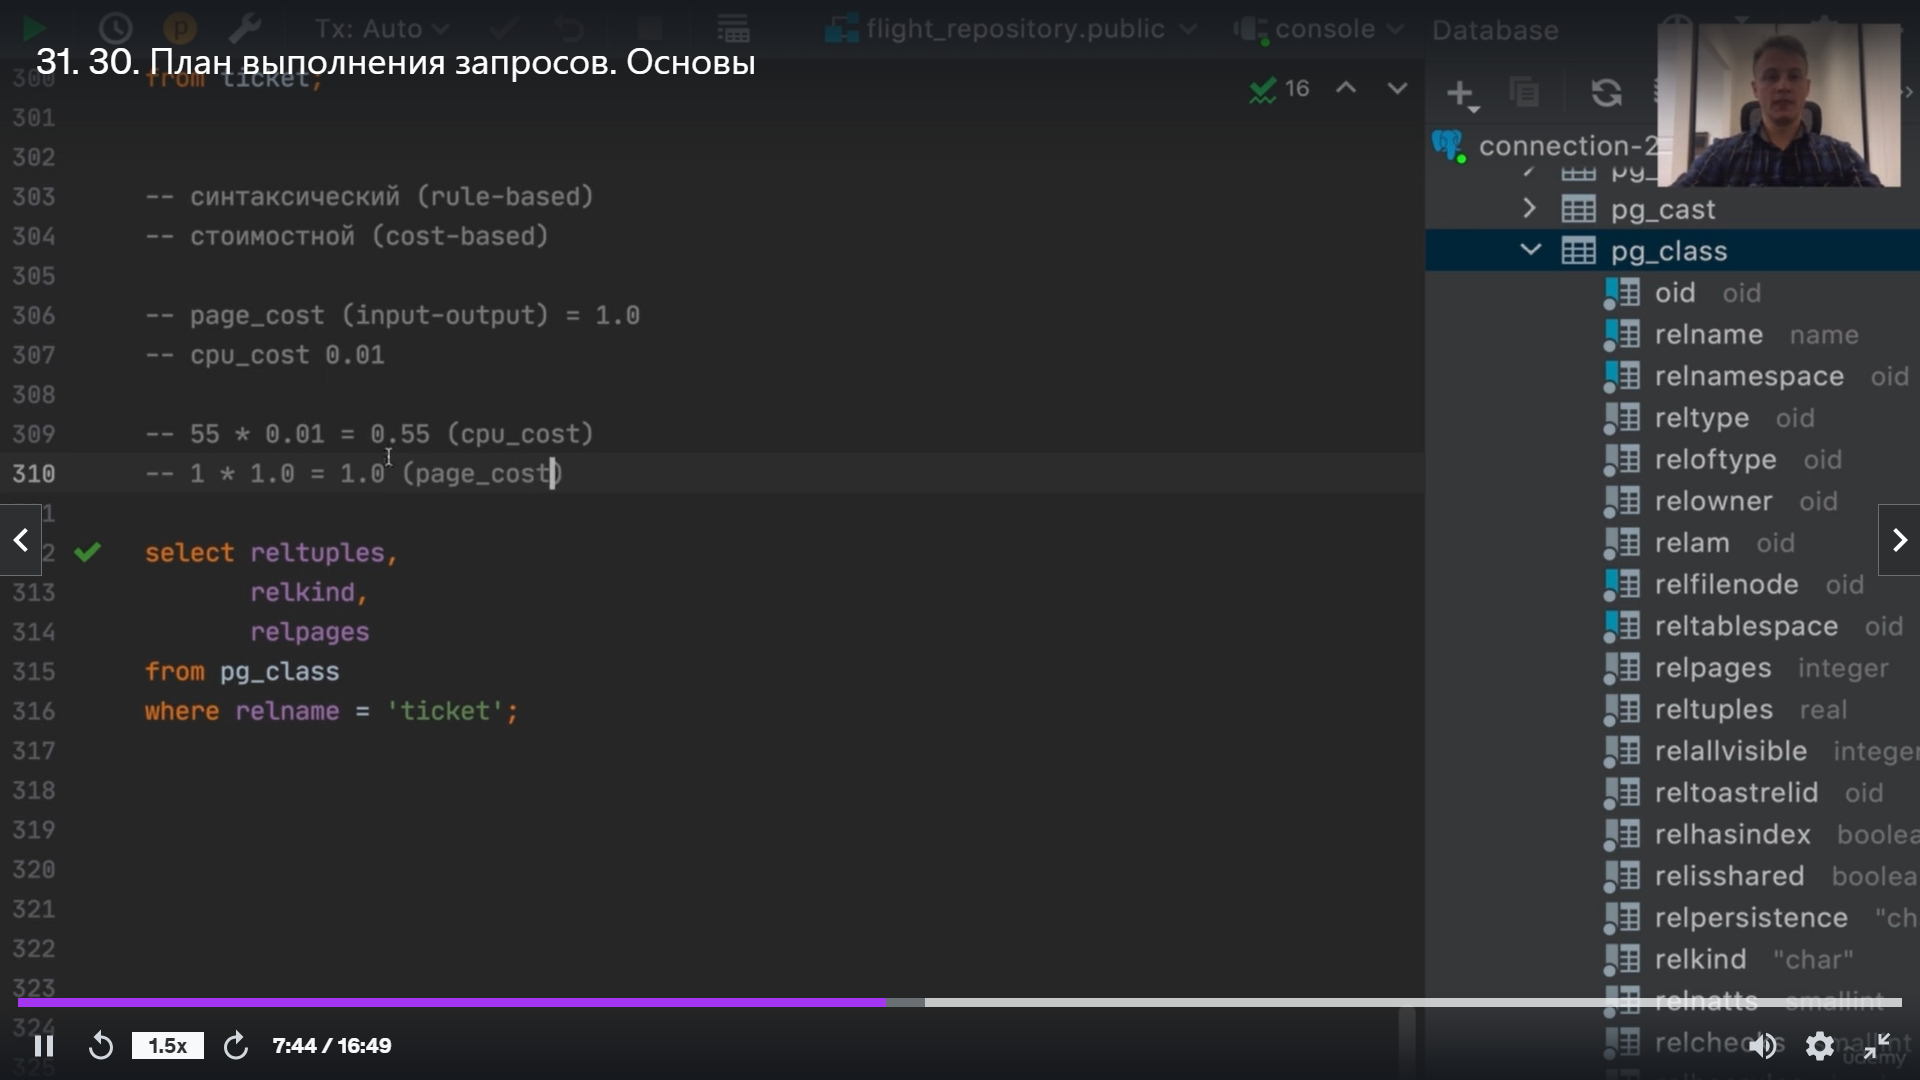 Tx: Auto
flight_repository.public
console
Database
31. 30. План выполнения запросов. Основы
300 from ticket;
16
301
302
303 -- синтаксический (rule-based)
304 -- стоимостной (cost-based)
305
306 -- page_cost (input-output) = 1.0
307 -- cpu_cost 0.01
308
309 -- 55 * 0.01 = 0.55 (cpu_cost)
310 -- 1 * 1.0 = 1.0 (page_cost)
1
2 select reltuples,
313 relkind,
314 relpages
315 from pg_class
316 where relname = 'ticket';
317
318
319
320
321
322
323
324
325
connection-2
pg_
pg_cast
pg_class
oid oid
relname name
relnamespace oid
reltype oid
reloftype oid
relowner oid
relam oid
relfilenode oid
reltablespace oid
relpages integer
reltuples real
relallvisible integer
reltoastrelid oid
relhasindex boolea
relisshared boolea
relpersistence "ch
relkind "char"
relnatts smallint
relchecks smallint
1.5x
7:44 / 16:49
udemy